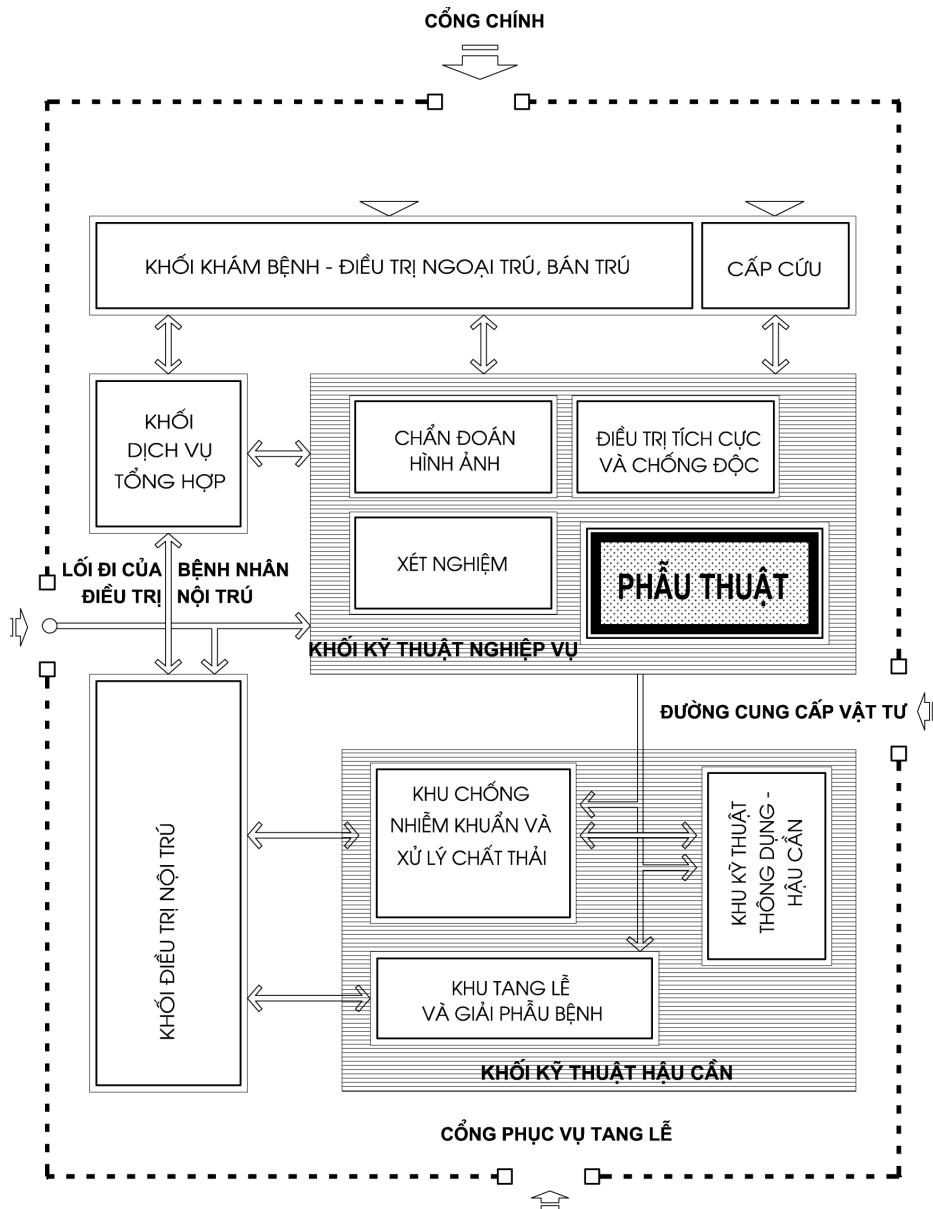 CỔNG CHÍNH
KHỐI KHÁM BỆNH - ĐIỀU TRỊ NGOẠI TRÚ, BÁN TRÚ
CẤP CỨU
KHỐI
DỊCH VỤ
TỔNG HỢP
CHẨN ĐOÁN
HÌNH ẢNH
ĐIỀU TRỊ TÍCH CỰC
VÀ CHỐNG ĐỘC
XÉT NGHIỆM
PHẪU THUẬT
LỐI ĐI CỦA BỆNH NHÂN
ĐIỀU TRỊ NỘI TRÚ
KHỐI KỸ THUẬT NGHIỆP VỤ
ĐƯỜNG CUNG CẤP VẬT TƯ
KHỐI ĐIỀU TRỊ NỘI TRÚ
KHU CHỐNG
NHIỄM KHUẨN VÀ
XỬ LÝ CHẤT THẢI
KHU KỸ THUẬT
THÔNG DỤNG -
HẬU CẦN
KHU TANG LỄ
VÀ GIẢI PHẪU BỆNH
KHỐI KỸ THUẬT HẬU CẦN
CỔNG PHỤC VỤ TANG LỄ